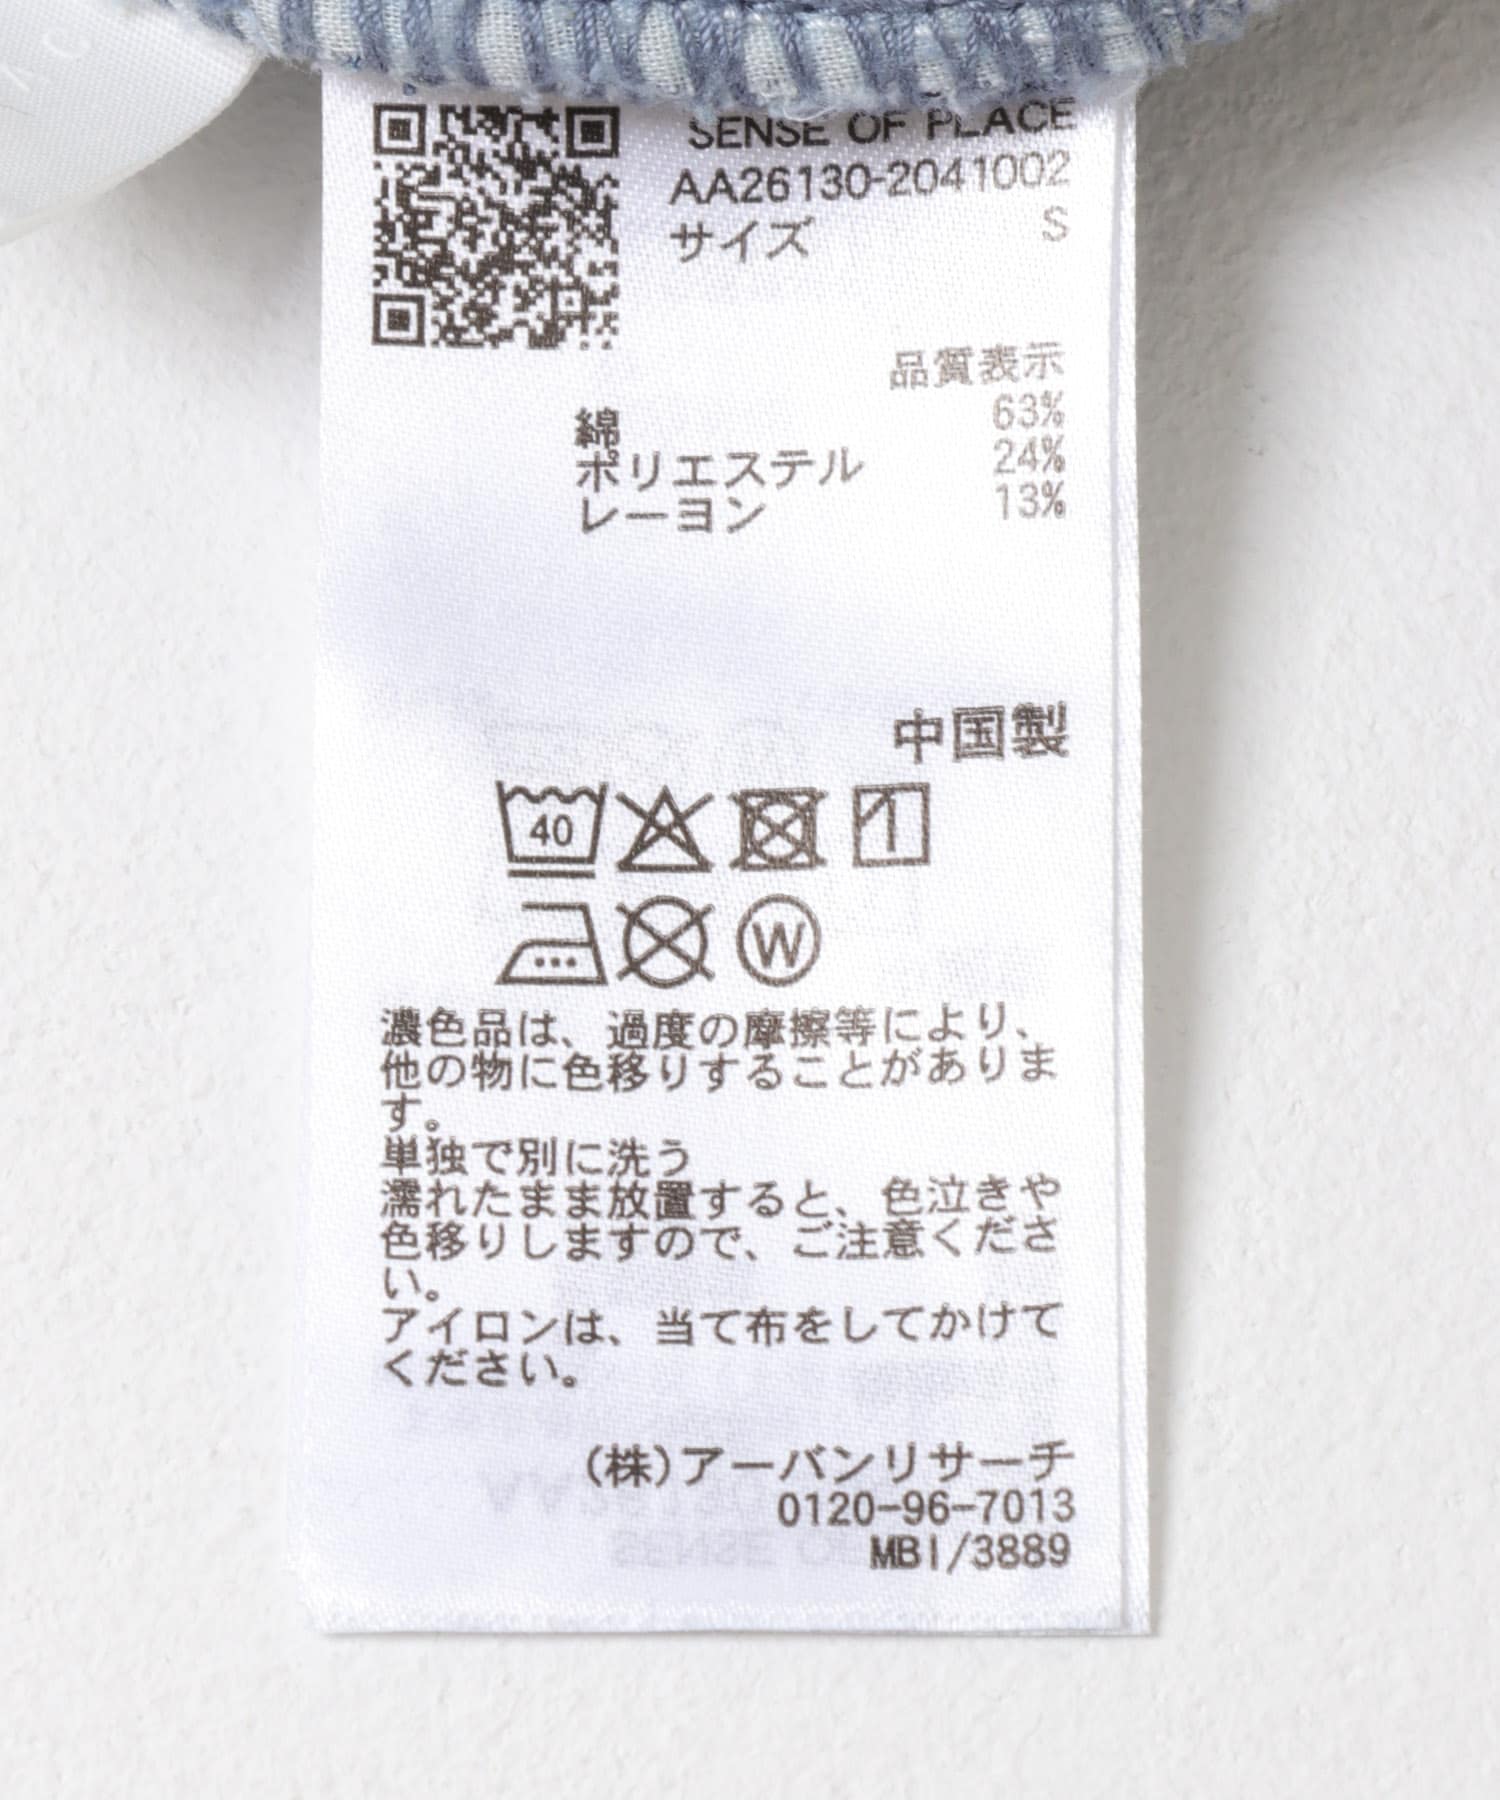 SENSE OF PLACE
AA26130-2041002
サイズ S
品質表示
綿 63%
ポリエステル 24%
レーヨン 13%
中国製
40
W
濃色品は、過度の摩擦等により、
他の物に色移りすることがありま
す。
単独で別に洗う
濡れたまま放置すると、色泣きや
色移りしますので、ご注意くださ
い。
アイロンは、当て布をしてかけて
ください。
(株)アーバンリサーチ
0120-96-7013
MBI/3889